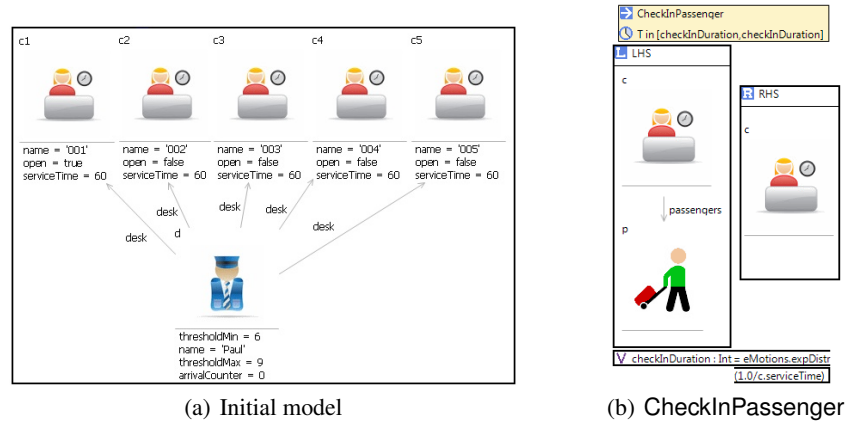 c1 c2 c3 c4 c5
name = '001' name = '002' name = '003' name = '004' name = '005'
open = true open = false open = false open = false open = false
serviceTime = 60 serviceTime = 60 serviceTime = 60 serviceTime = 60 serviceTime = 60
desk desk desk desk desk
d
thresholdMin = 6
name = 'Paul'
thresholdMax = 9
arrivalCounter = 0
(a) Initial model
CheckInPassenger
T in [checkInDuration,checkInDuration]
L LHS
c
passengers
p
R RHS
c
checkInDuration : Int = eMotions.expDistr
(1.0/c.serviceTime)
(b) CheckInPassenger